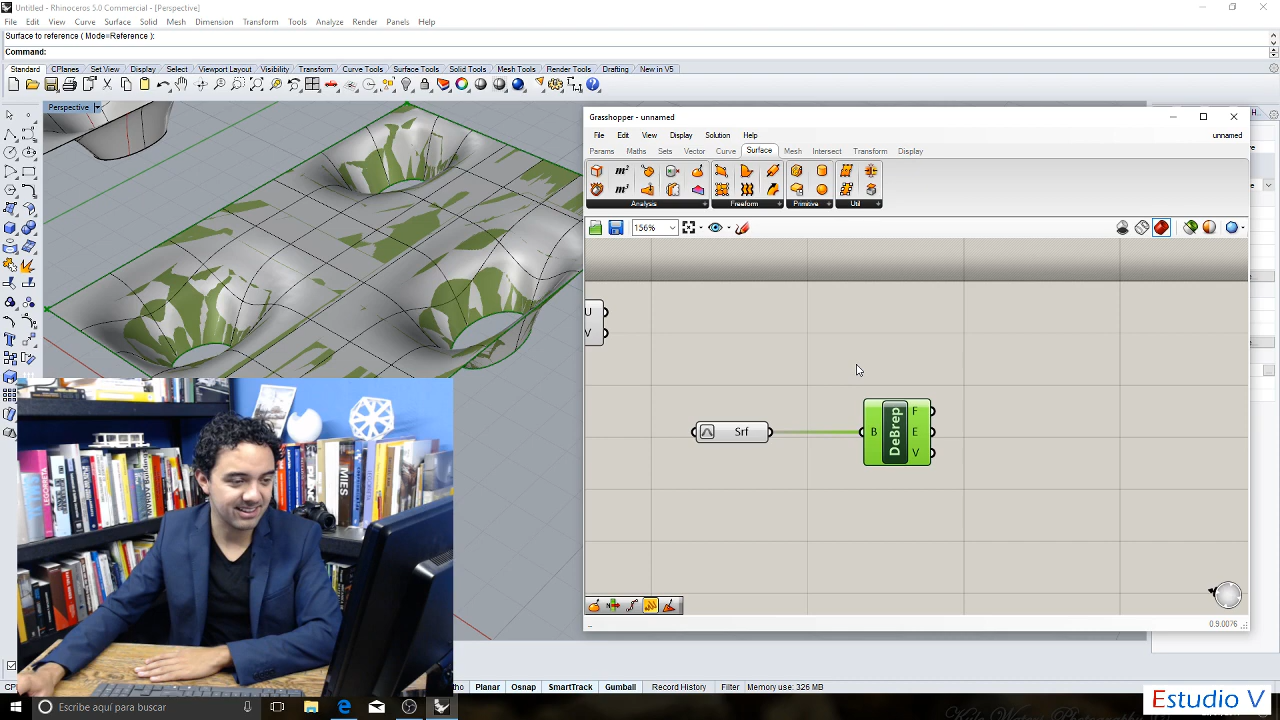 Untitled - Rhinoceros 5.0 Commercial - [Perspective]
File Edit View Curve Surface Solid Mesh Dimension Transform Tools Analyze Render Panels Help
Surface to reference ( Mode=Reference ):
Command:
Standard CPlanes Set View Display Select Viewport Layout Visibility Transform Curve Tools Surface Tools Solid Tools Mesh Tools Render Tools Drafting New in V5
Perspective
Grasshopper - unnamed
File Edit View Display Solution Help unnamed
Params Maths Sets Vector Curve Surface Mesh Intersect Transform Display
m²
m³
Analysis Freeform Primitive Util
156%
U
V
Srf
B DeBrep F
E
V
0.9.0076
MIES
Planar Osnap SmartTrack Gumball Record History Filter Memory use: 326 MB
Escribe aquí para buscar
Estudio V